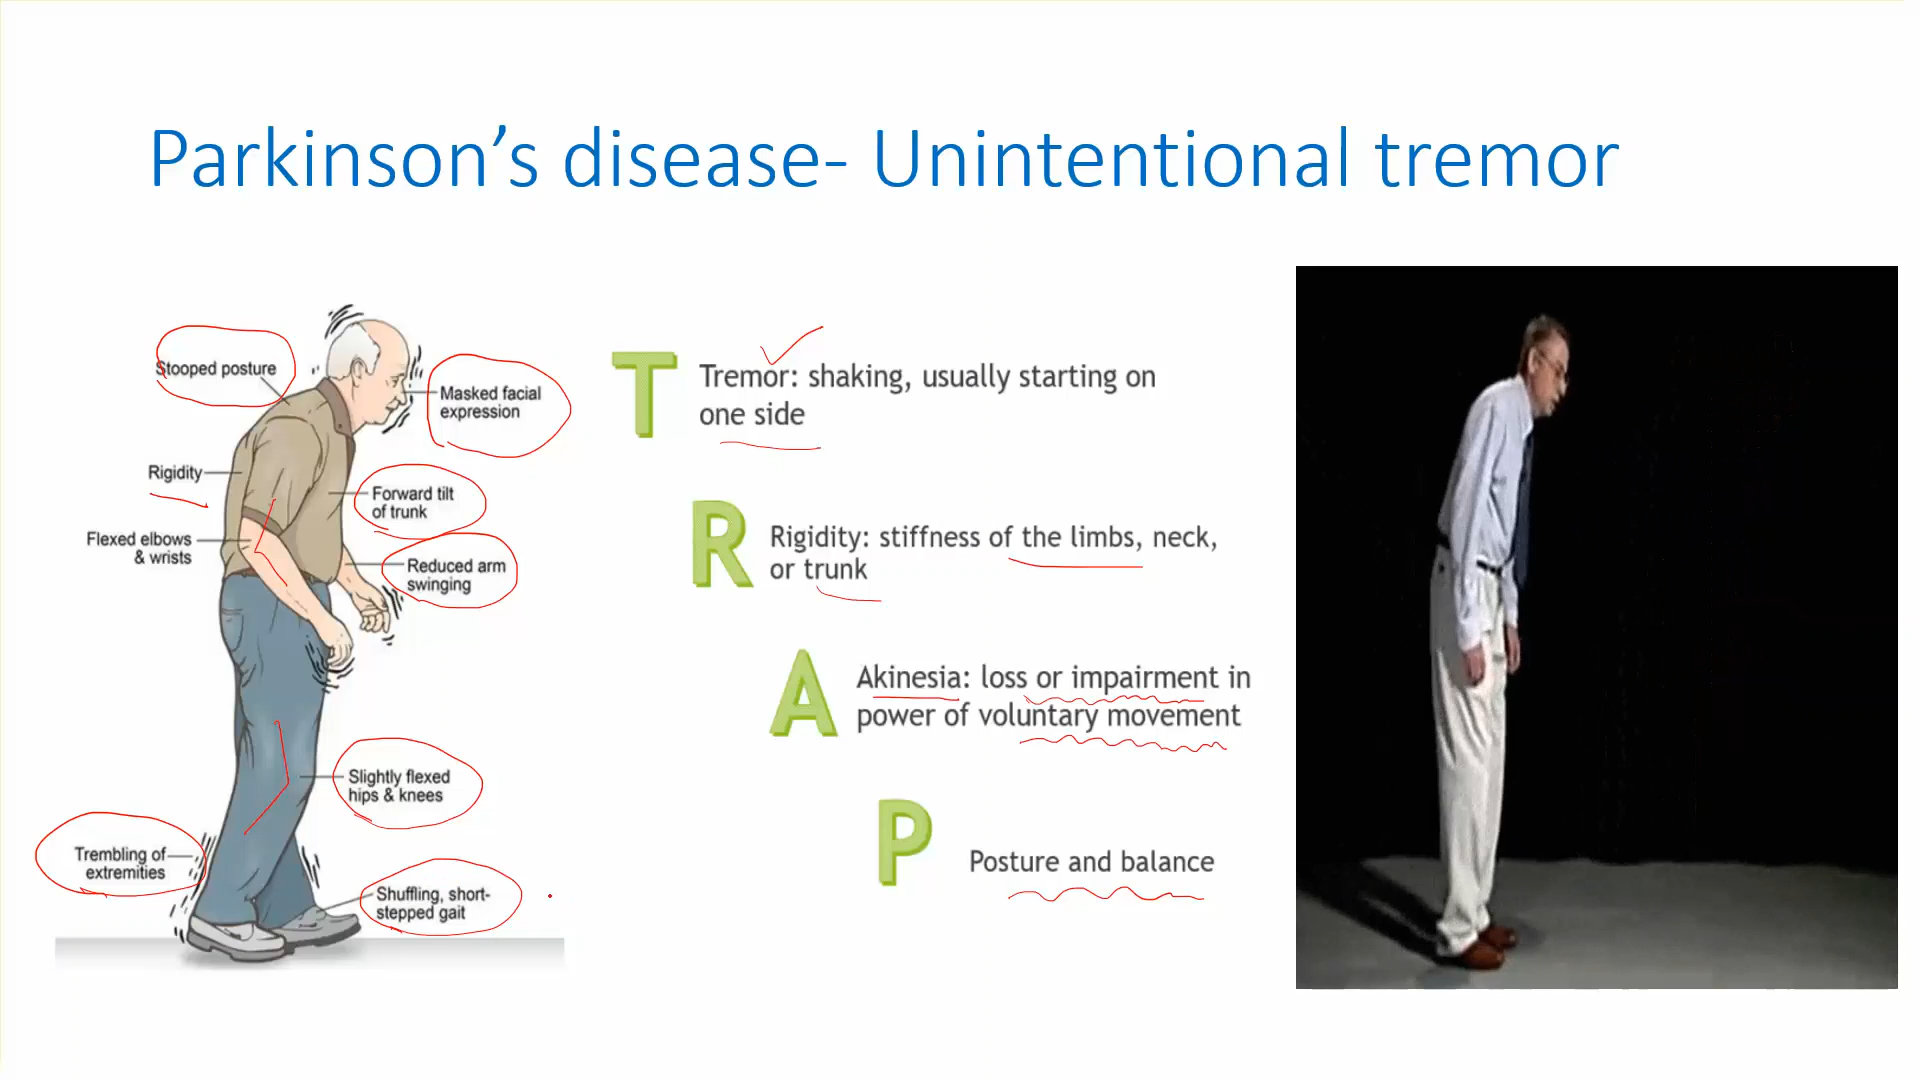 Parkinson’s disease- Unintentional tremor
Stooped posture
Masked facial
expression
Rigidity
Forward tilt
of trunk
Flexed elbows
& wrists
Reduced arm
swinging
Slightly flexed
hips & knees
Trembling of
extremities
Shuffling, short-
stepped gait
T
Tremor: shaking, usually starting on
one side
R
Rigidity: stiffness of the limbs, neck,
or trunk
A
Akinesia: loss or impairment in
power of voluntary movement
P
Posture and balance